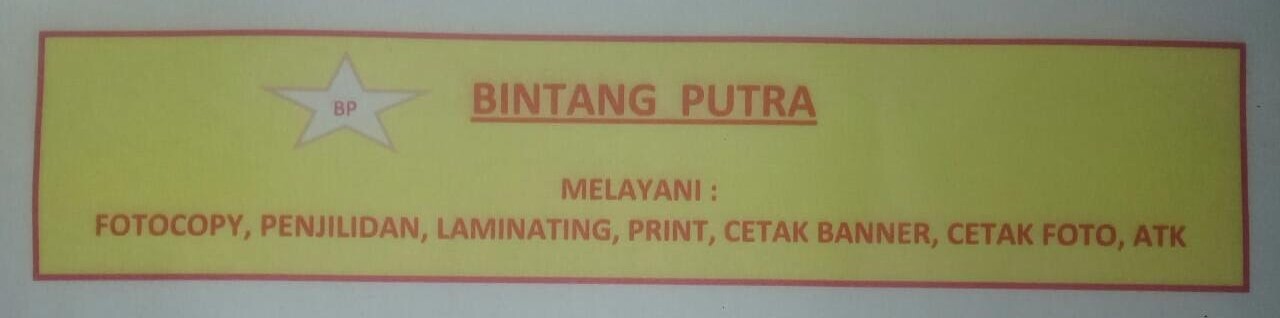 BP
BINTANG PUTRA
MELAYANI :
FOTOCOPY, PENJILIDAN, LAMINATING, PRINT, CETAK BANNER, CETAK FOTO, ATK